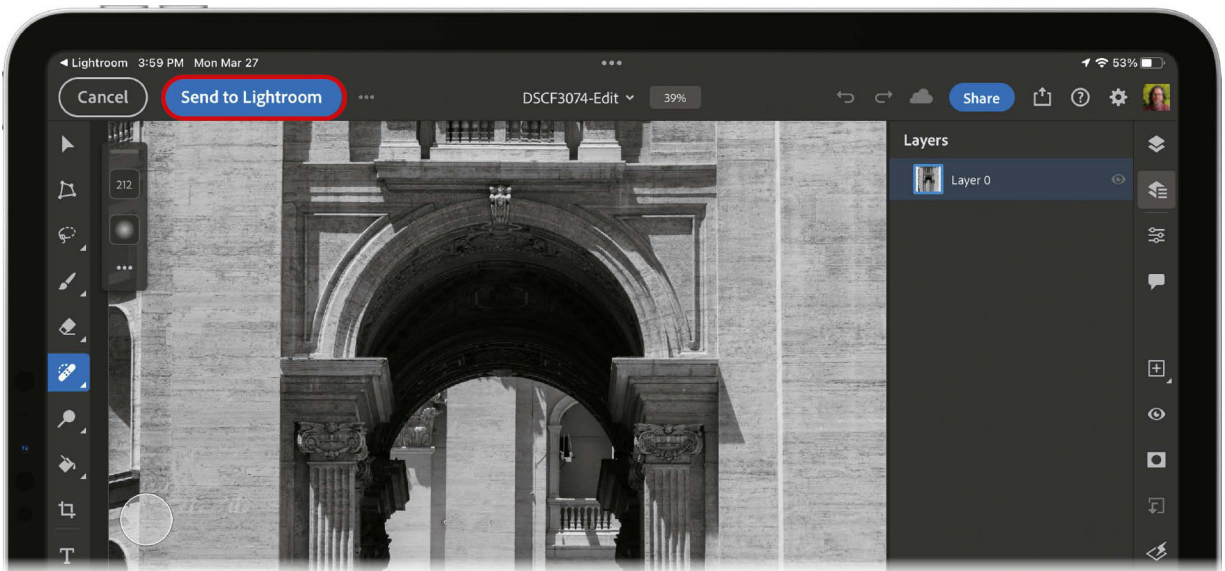 ◀ Lightroom 3:59 PM Mon Mar 27 53%
Cancel Send to Lightroom DSCF3074-Edit 39% Share
Layers
212
Layer 0
T